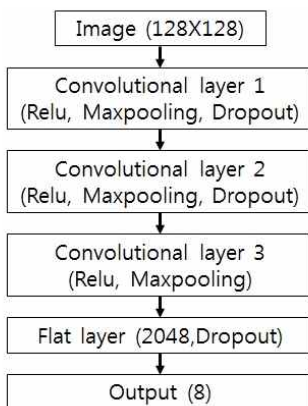 Image (128X128)
Convolutional layer 1
(Relu, Maxpooling, Dropout)
Convolutional layer 2
(Relu, Maxpooling, Dropout)
Convolutional layer 3
(Relu, Maxpooling)
Flat layer (2048,Dropout)
Output (8)